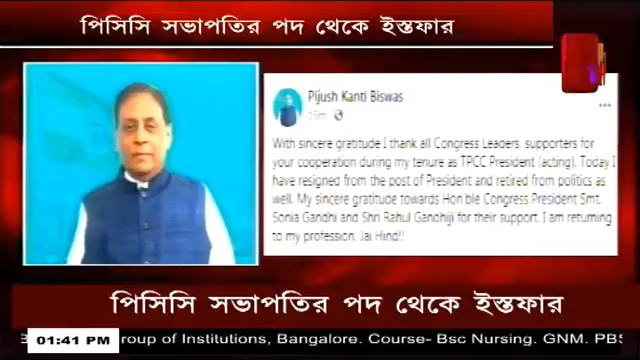 পিসিসি সভাপতির পদ থেকে ইস্তফার
Pijush Kanti Biswas
15m
With sincere gratitude I thank all Congress Leaders, supporters for
your cooperation during my tenure as TPCC President (acting). Today I
have resigned from the post of President and retired from politics as
well. My sincere gratitude towards Hon'ble Congress President Smt.
Sonia Gandhi and Shri Rahul Gandhiji for their support. I am returning
to my profession. Jai Hind!!
পিসিসি সভাপতির পদ থেকে ইস্তফার
01:41 PM roup of Institutions, Bangalore. Course- Bsc Nursing. GNM. PBS